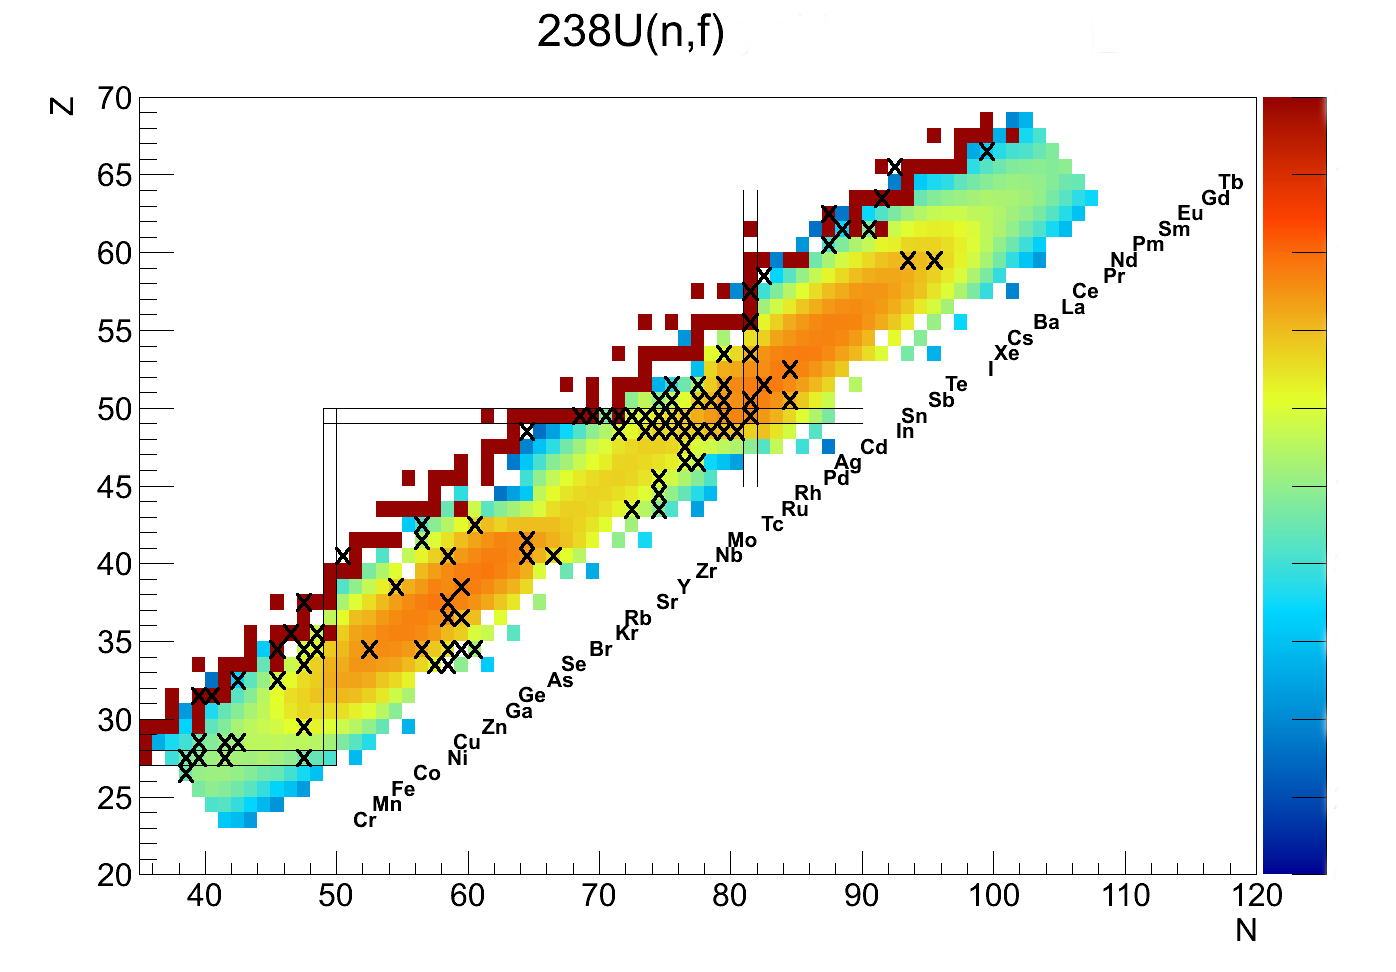 238U(n,f)
Z
70
65
60
55
50
45
40
35
30
25
20
Tb
Gd
Eu
Sm
Pm
Nd
Pr
Ce
La
Ba
Cs
Xe
I
Te
Sb
Sn
In
Cd
Ag
Pd
Rh
Ru
Tc
Mo
Nb
Zr
Y
Sr
Rb
Kr
Br
Se
As
Ge
Ga
Zn
Cu
Ni
Co
Fe
Mn
Cr
40 50 60 70 80 90 100 110 120
N